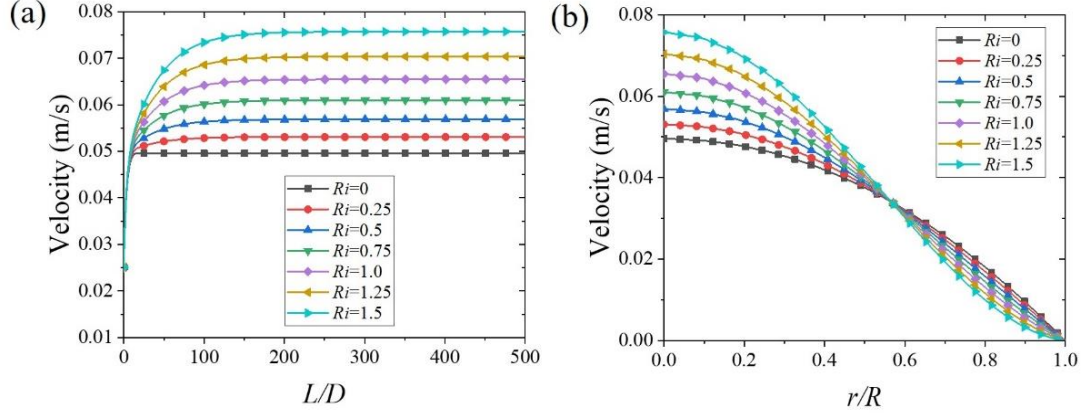 (a)
0.08
0.07
0.06
0.05
0.04
0.03
0.02
0.01
Velocity (m/s)
Ri=0
Ri=0.25
Ri=0.5
Ri=0.75
Ri=1.0
Ri=1.25
Ri=1.5
0 100 200 300 400 500
L/D
(b)
0.08
0.06
0.04
0.02
0.00
Velocity (m/s)
Ri=0
Ri=0.25
Ri=0.5
Ri=0.75
Ri=1.0
Ri=1.25
Ri=1.5
0.0 0.2 0.4 0.6 0.8 1.0
r/R